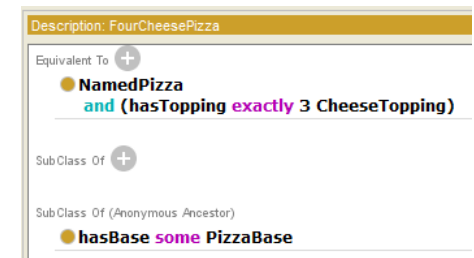 Description: FourCheesePizza
Equivalent To
NamedPizza
and (hasTopping exactly 3 CheeseTopping)
SubClass Of
SubClass Of (Anonymous Ancestor)
hasBase some PizzaBase